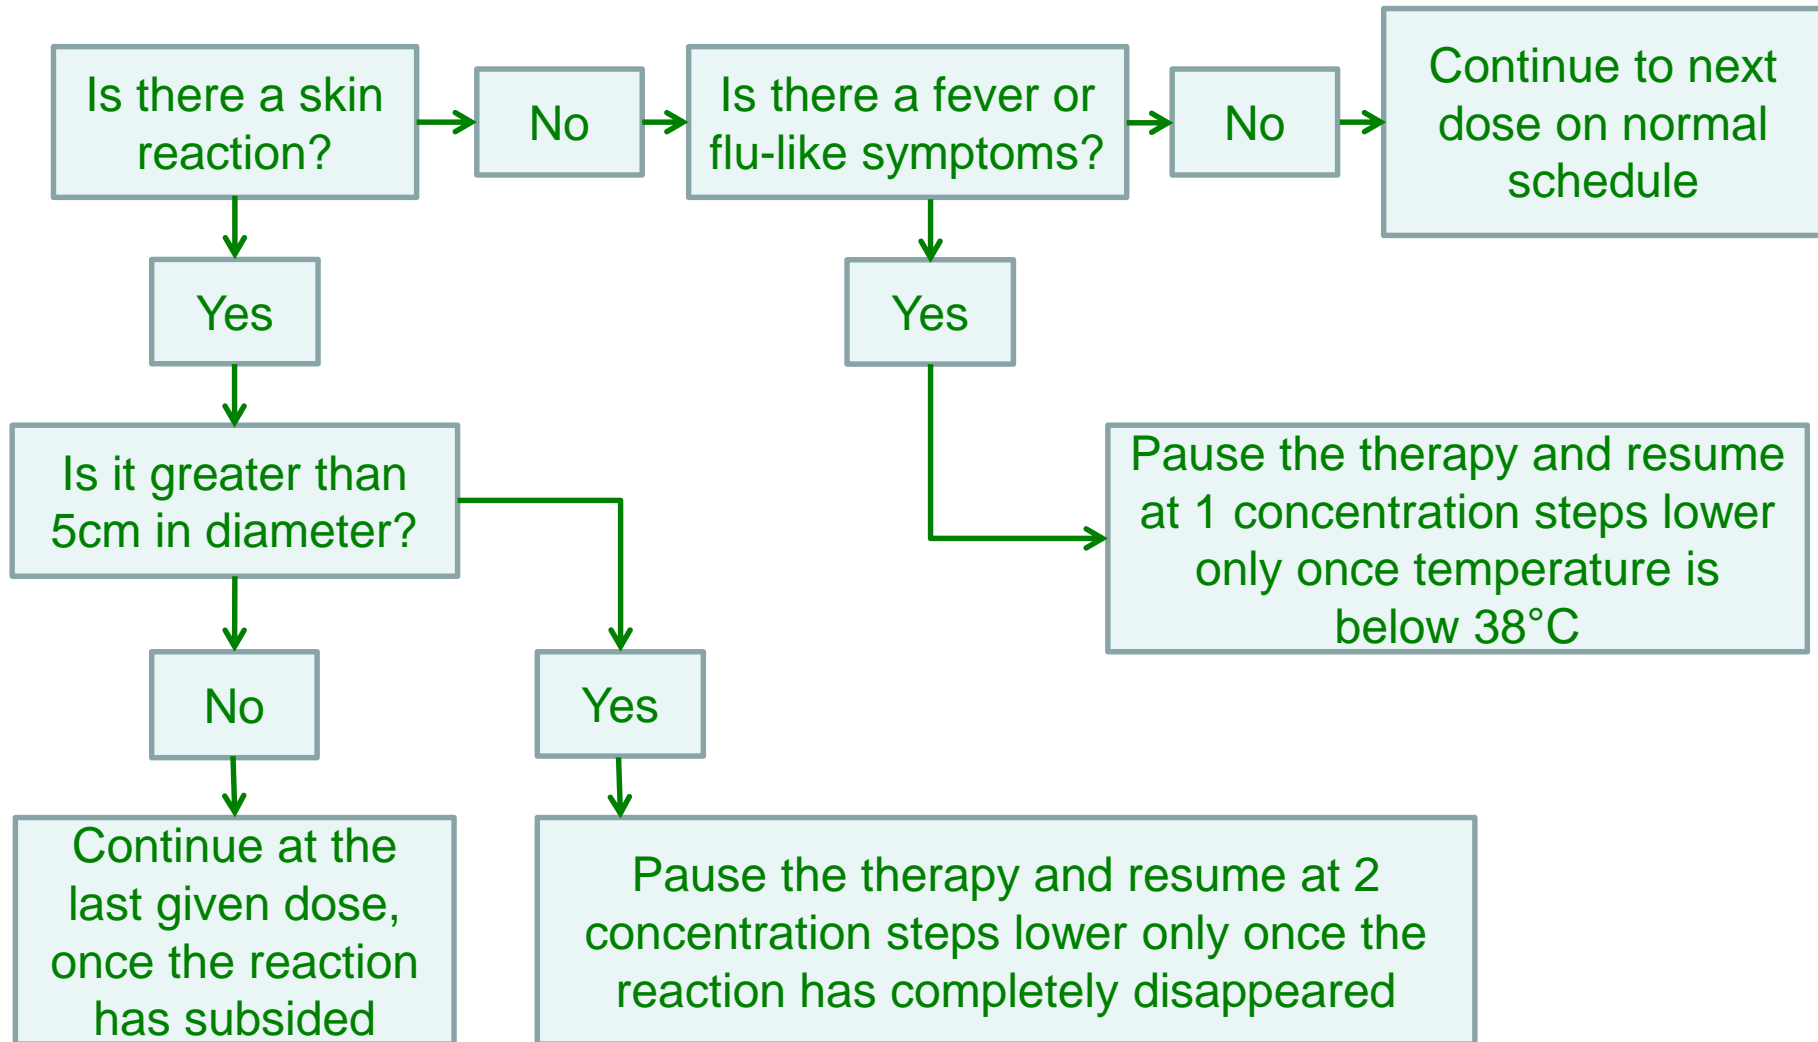 Is there a skin
reaction?
No
Is there a fever or
flu-like symptoms?
No
Continue to next
dose on normal
schedule
Yes
Yes
Is it greater than
5cm in diameter?
Pause the therapy and resume
at 1 concentration steps lower
only once temperature is
below 38°C
No
Yes
Continue at the
last given dose,
once the reaction
has subsided
Pause the therapy and resume at 2
concentration steps lower only once the
reaction has completely disappeared